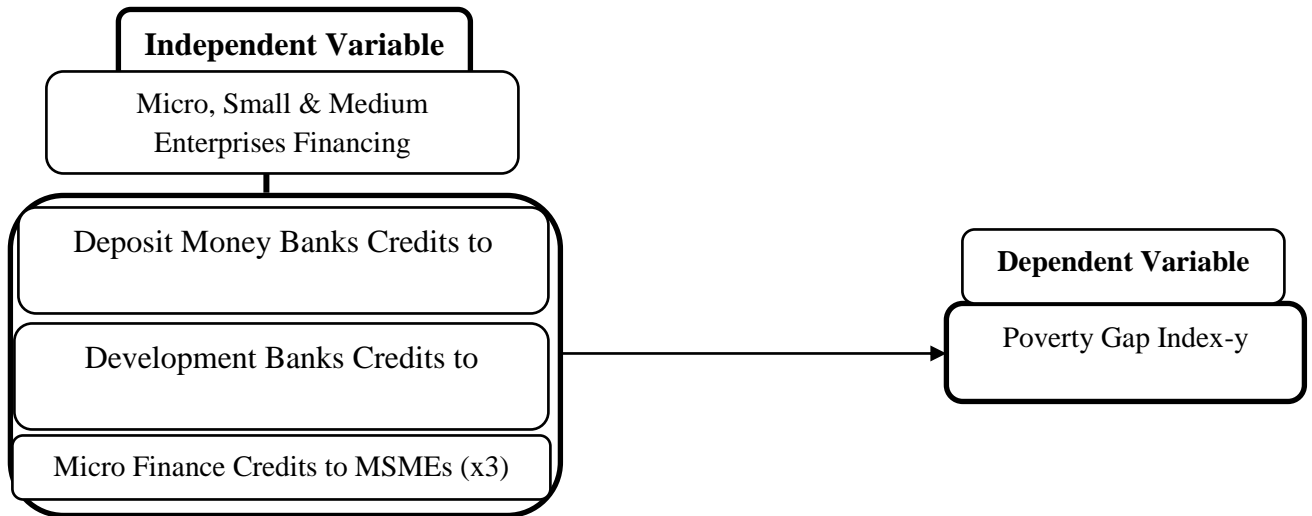 Independent Variable
Micro, Small & Medium
Enterprises Financing
Deposit Money Banks Credits to
Development Banks Credits to
Micro Finance Credits to MSMEs (x3)
Dependent Variable
Poverty Gap Index-y